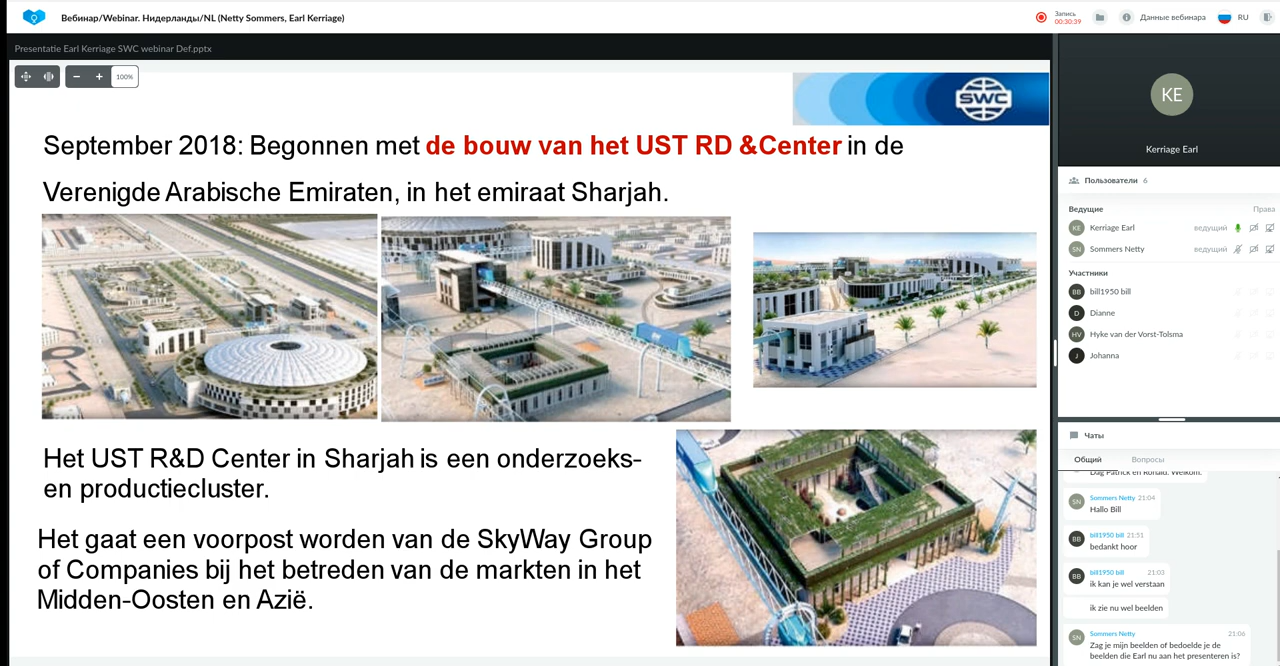 Вебинар/Webinar. Нидерланды/NL (Netty Sommers, Earl Kerriage)
Запись
00:30:39
Данные вебинара
RU
Presentatie Earl Kerriage SWC webinar Def.pptx
100%
SWC
September 2018: Begonnen met de bouw van het UST RD &Center in de
Verenigde Arabische Emiraten, in het emiraat Sharjah.
Het UST R&D Center in Sharjah is een onderzoeks-
en productiecluster.
Het gaat een voorpost worden van de SkyWay Group
of Companies bij het betreden van de markten in het
Midden-Oosten en Azië.
KE
Kerriage Earl
Пользователи 6
Ведущие Права
KE Kerriage Earl ведущий
SN Sommers Netty ведущий
Участники
BB bill1950 bill
D Dianne
HV Hyke van der Vorst-Tolsma
J Johanna
Чаты
Общий Вопросы
Dag Patrick en Ronald. Welkom.
SN Sommers Netty 21:04
Hallo Bill
BB bill1950 bill 21:51
bedankt hoor
BB bill1950 bill 21:03
ik kan je wel verstaan
ik zie nu wel beelden
SN Sommers Netty 21:06
Zag je mijn beelden of bedoelde je de
beelden die Earl nu aan het presenteren is?